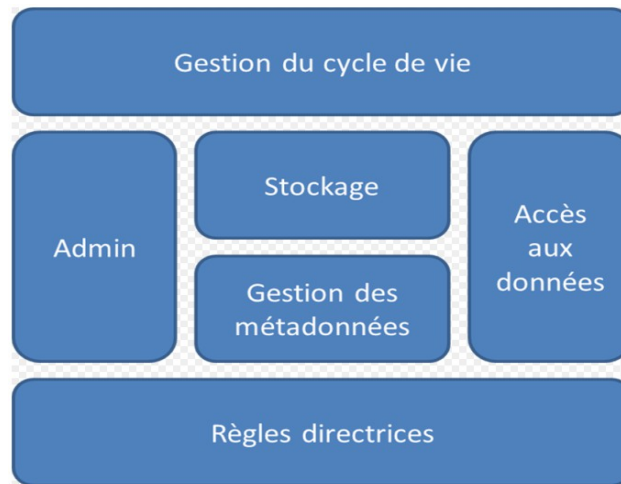 Gestion du cycle de vie
Admin
Stockage
Gestion des
métadonnées
Accès
aux
données
Règles directrices